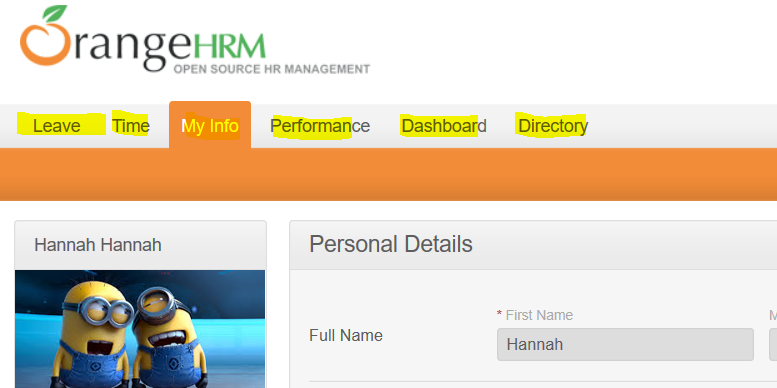 OrangeHRM
OPEN SOURCE HR MANAGEMENT
Leave Time My Info Performance Dashboard Directory
Hannah Hannah
Personal Details
* First Name M
Full Name
Hannah